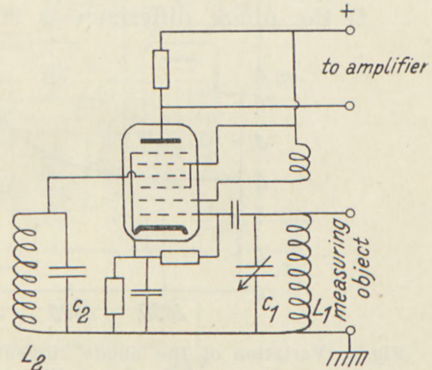 +
to amplifier
measuring object
C2
C1
L1
L2